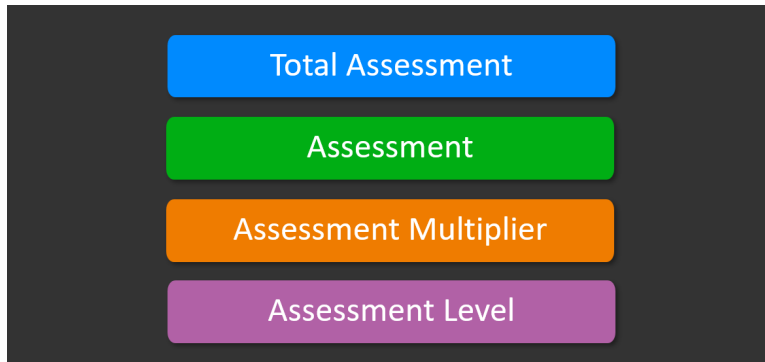 Total Assessment
Assessment
Assessment Multiplier
Assessment Level